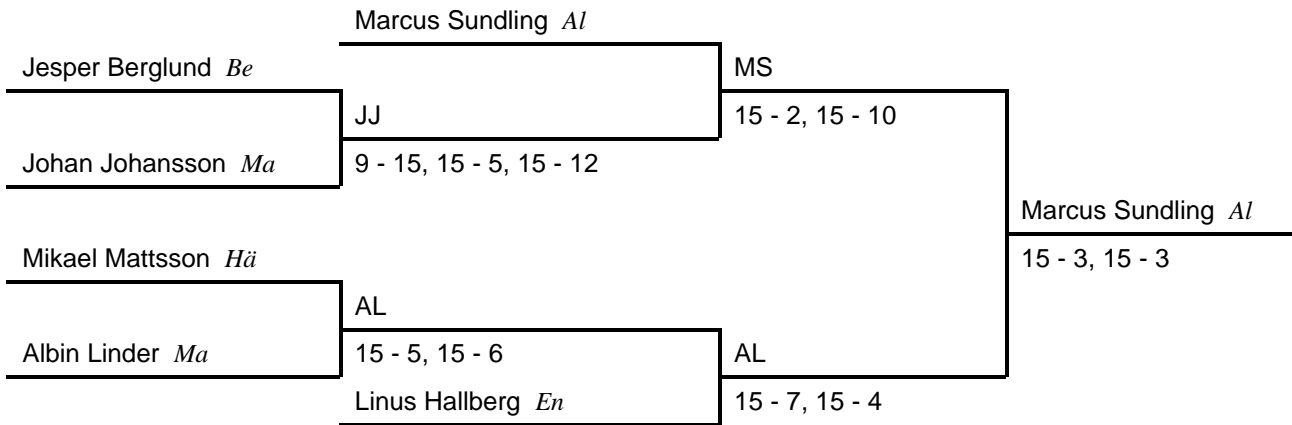 Marcus Sundling Al
Jesper Berglund Be
MS
JJ
15 - 2, 15 - 10
Johan Johansson Ma
9 - 15, 15 - 5, 15 - 12
Marcus Sundling Al
Mikael Mattsson Hä
15 - 3, 15 - 3
AL
Albin Linder Ma
15 - 5, 15 - 6
AL
Linus Hallberg En
15 - 7, 15 - 4